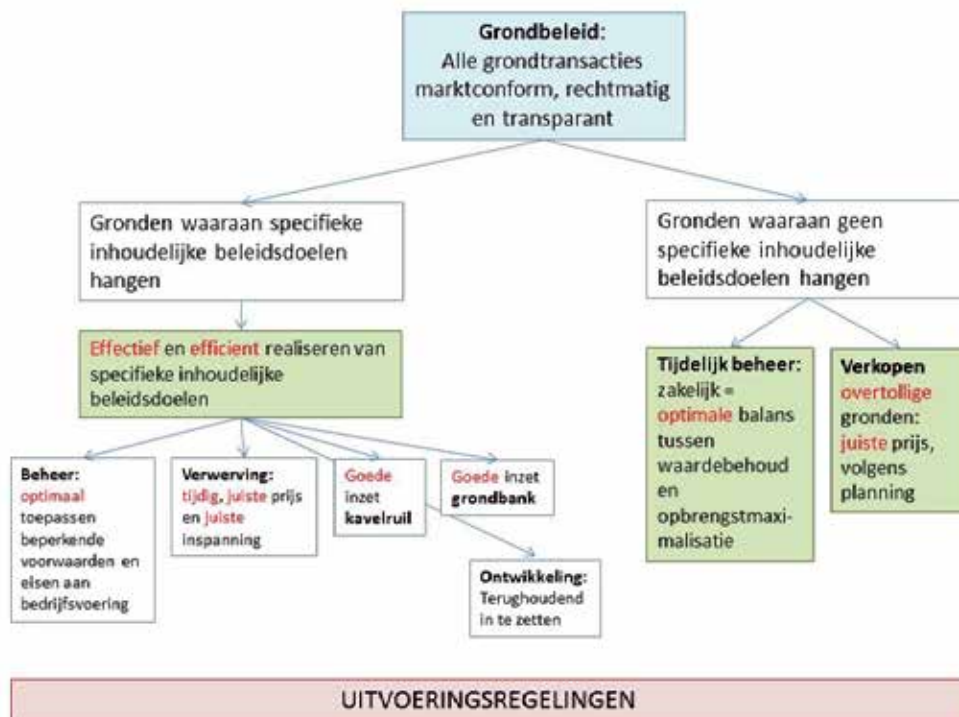 Grondbeleid:
Alle grondtransacties
marktconform, rechtmatig
en transparant
Gronden waaraan specifieke
inhoudelijke beleidsdoelen
hangen
Gronden waaraan geen
specifieke inhoudelijke
beleidsdoelen hangen
Effectief en efficient realiseren van
specifieke inhoudelijke
beleidsdoelen
Tijdelijk beheer:
zakelijk =
optimale balans
tussen
waardebehoud
en
opbrengstmaxi-
malisatie
Verkopen
overtollige
gronden:
juiste prijs,
volgens
planning
Beheer:
optimaal
toepassen
beperkende
voorwaarden en
eisen aan
bedrijfsvoering
Verwerving:
tijdig, juiste prijs
en juiste
inspanning
Goede
inzet
kavelruil
Goede inzet
grondbank
Ontwikkeling:
Terughoudend
in te zetten
UITVOERINGSREGELINGEN